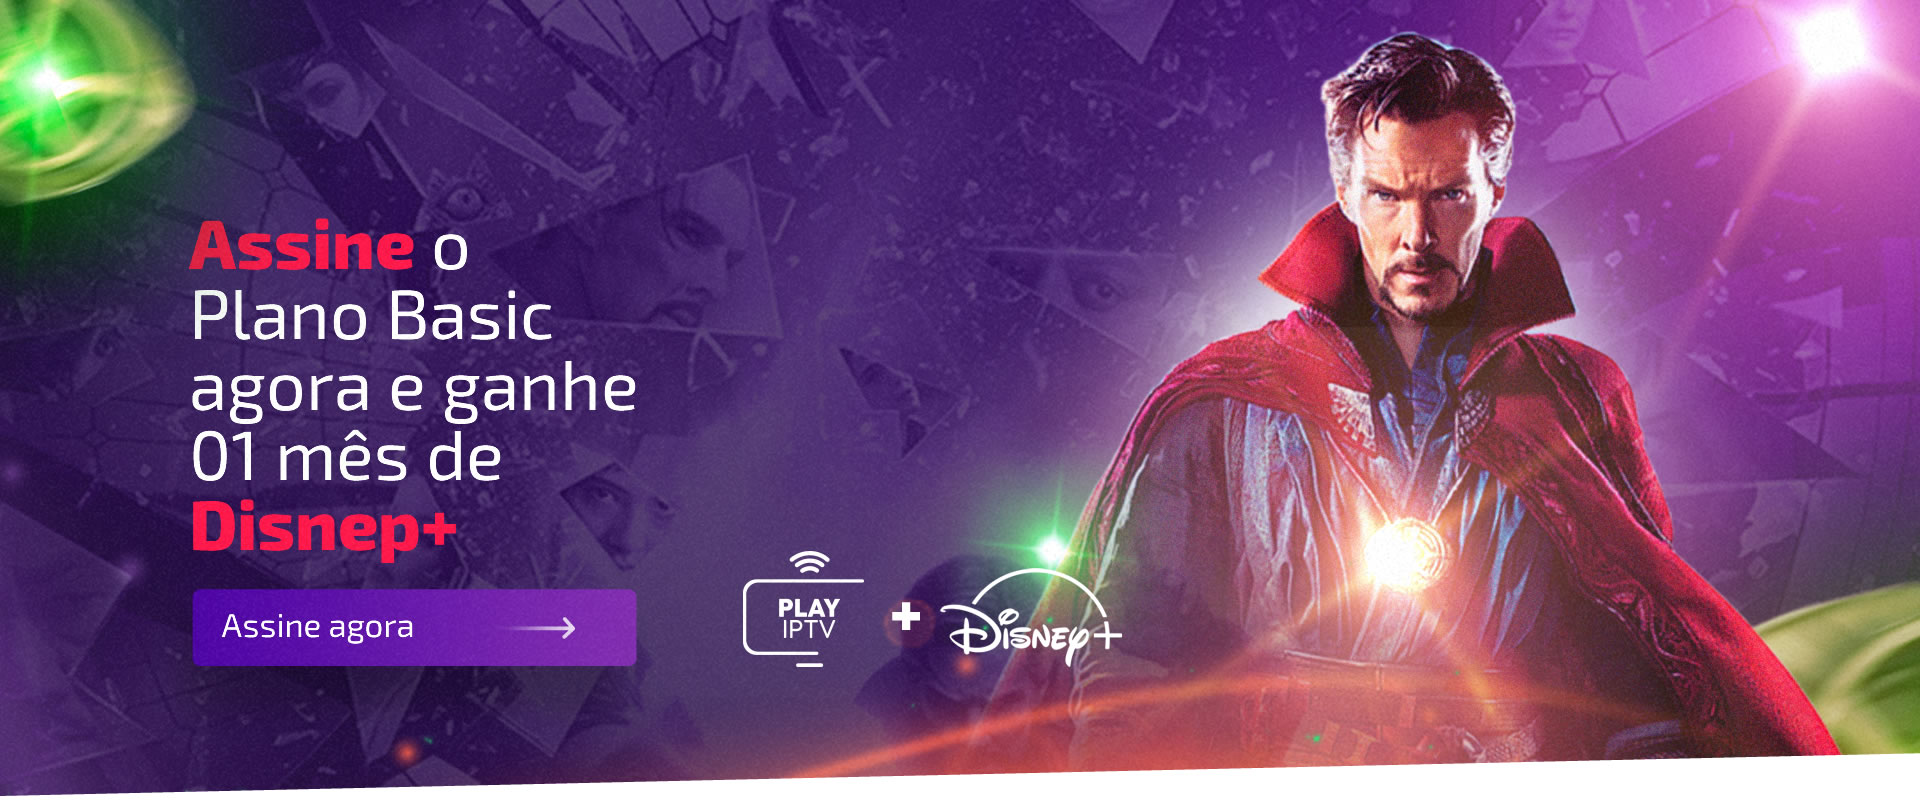 Assine o
Plano Basic
agora e ganhe
01 mês de
Disnep+
Assine agora
PLAY
IPTV
+
Disney+